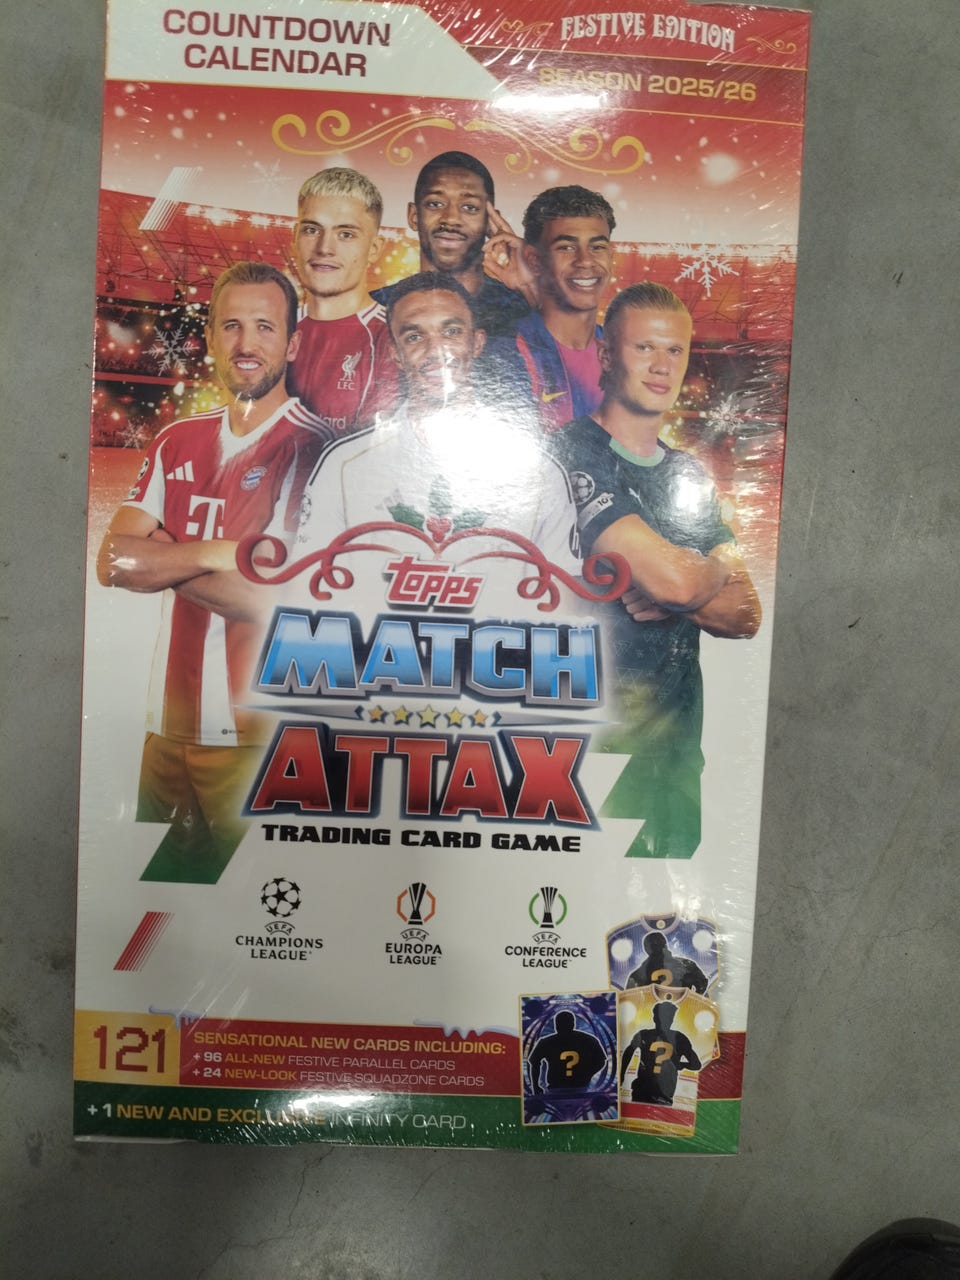 COUNTDOWN
CALENDAR
FESTIVE EDITION
SEASON 2025/26
L.F.C.
T
topps
MATCH
ATTAX
TRADING CARD GAME
UEFA
CHAMPIONS
LEAGUE
UEFA
EUROPA
LEAGUE
UEFA
CONFERENCE
LEAGUE
121
SENSATIONAL NEW CARDS INCLUDING:
+ 96 ALL-NEW FESTIVE PARALLEL CARDS
+ 24 NEW-LOOK FESTIVE SQUADZONE CARDS
+ 1 NEW AND EXCLUSIVE INFINITY CARD
?
?
?